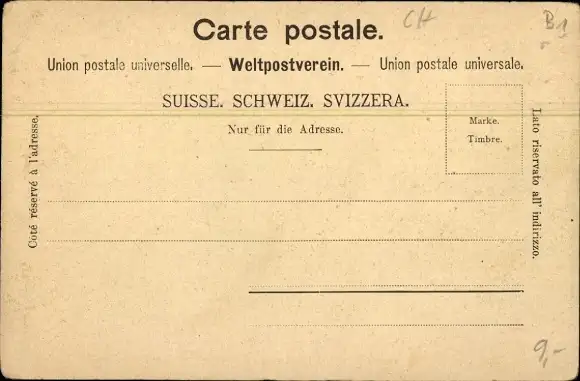 CH
B1
Carte postale.
Union postale universelle. — Weltpostverein. — Union postale universale.
SUISSE. SCHWEIZ. SVIZZERA.
Nur für die Adresse.
Marke.
Timbre.
Coté réservé à l'adresse.
Lato riservato all' indirizzo.
9,-